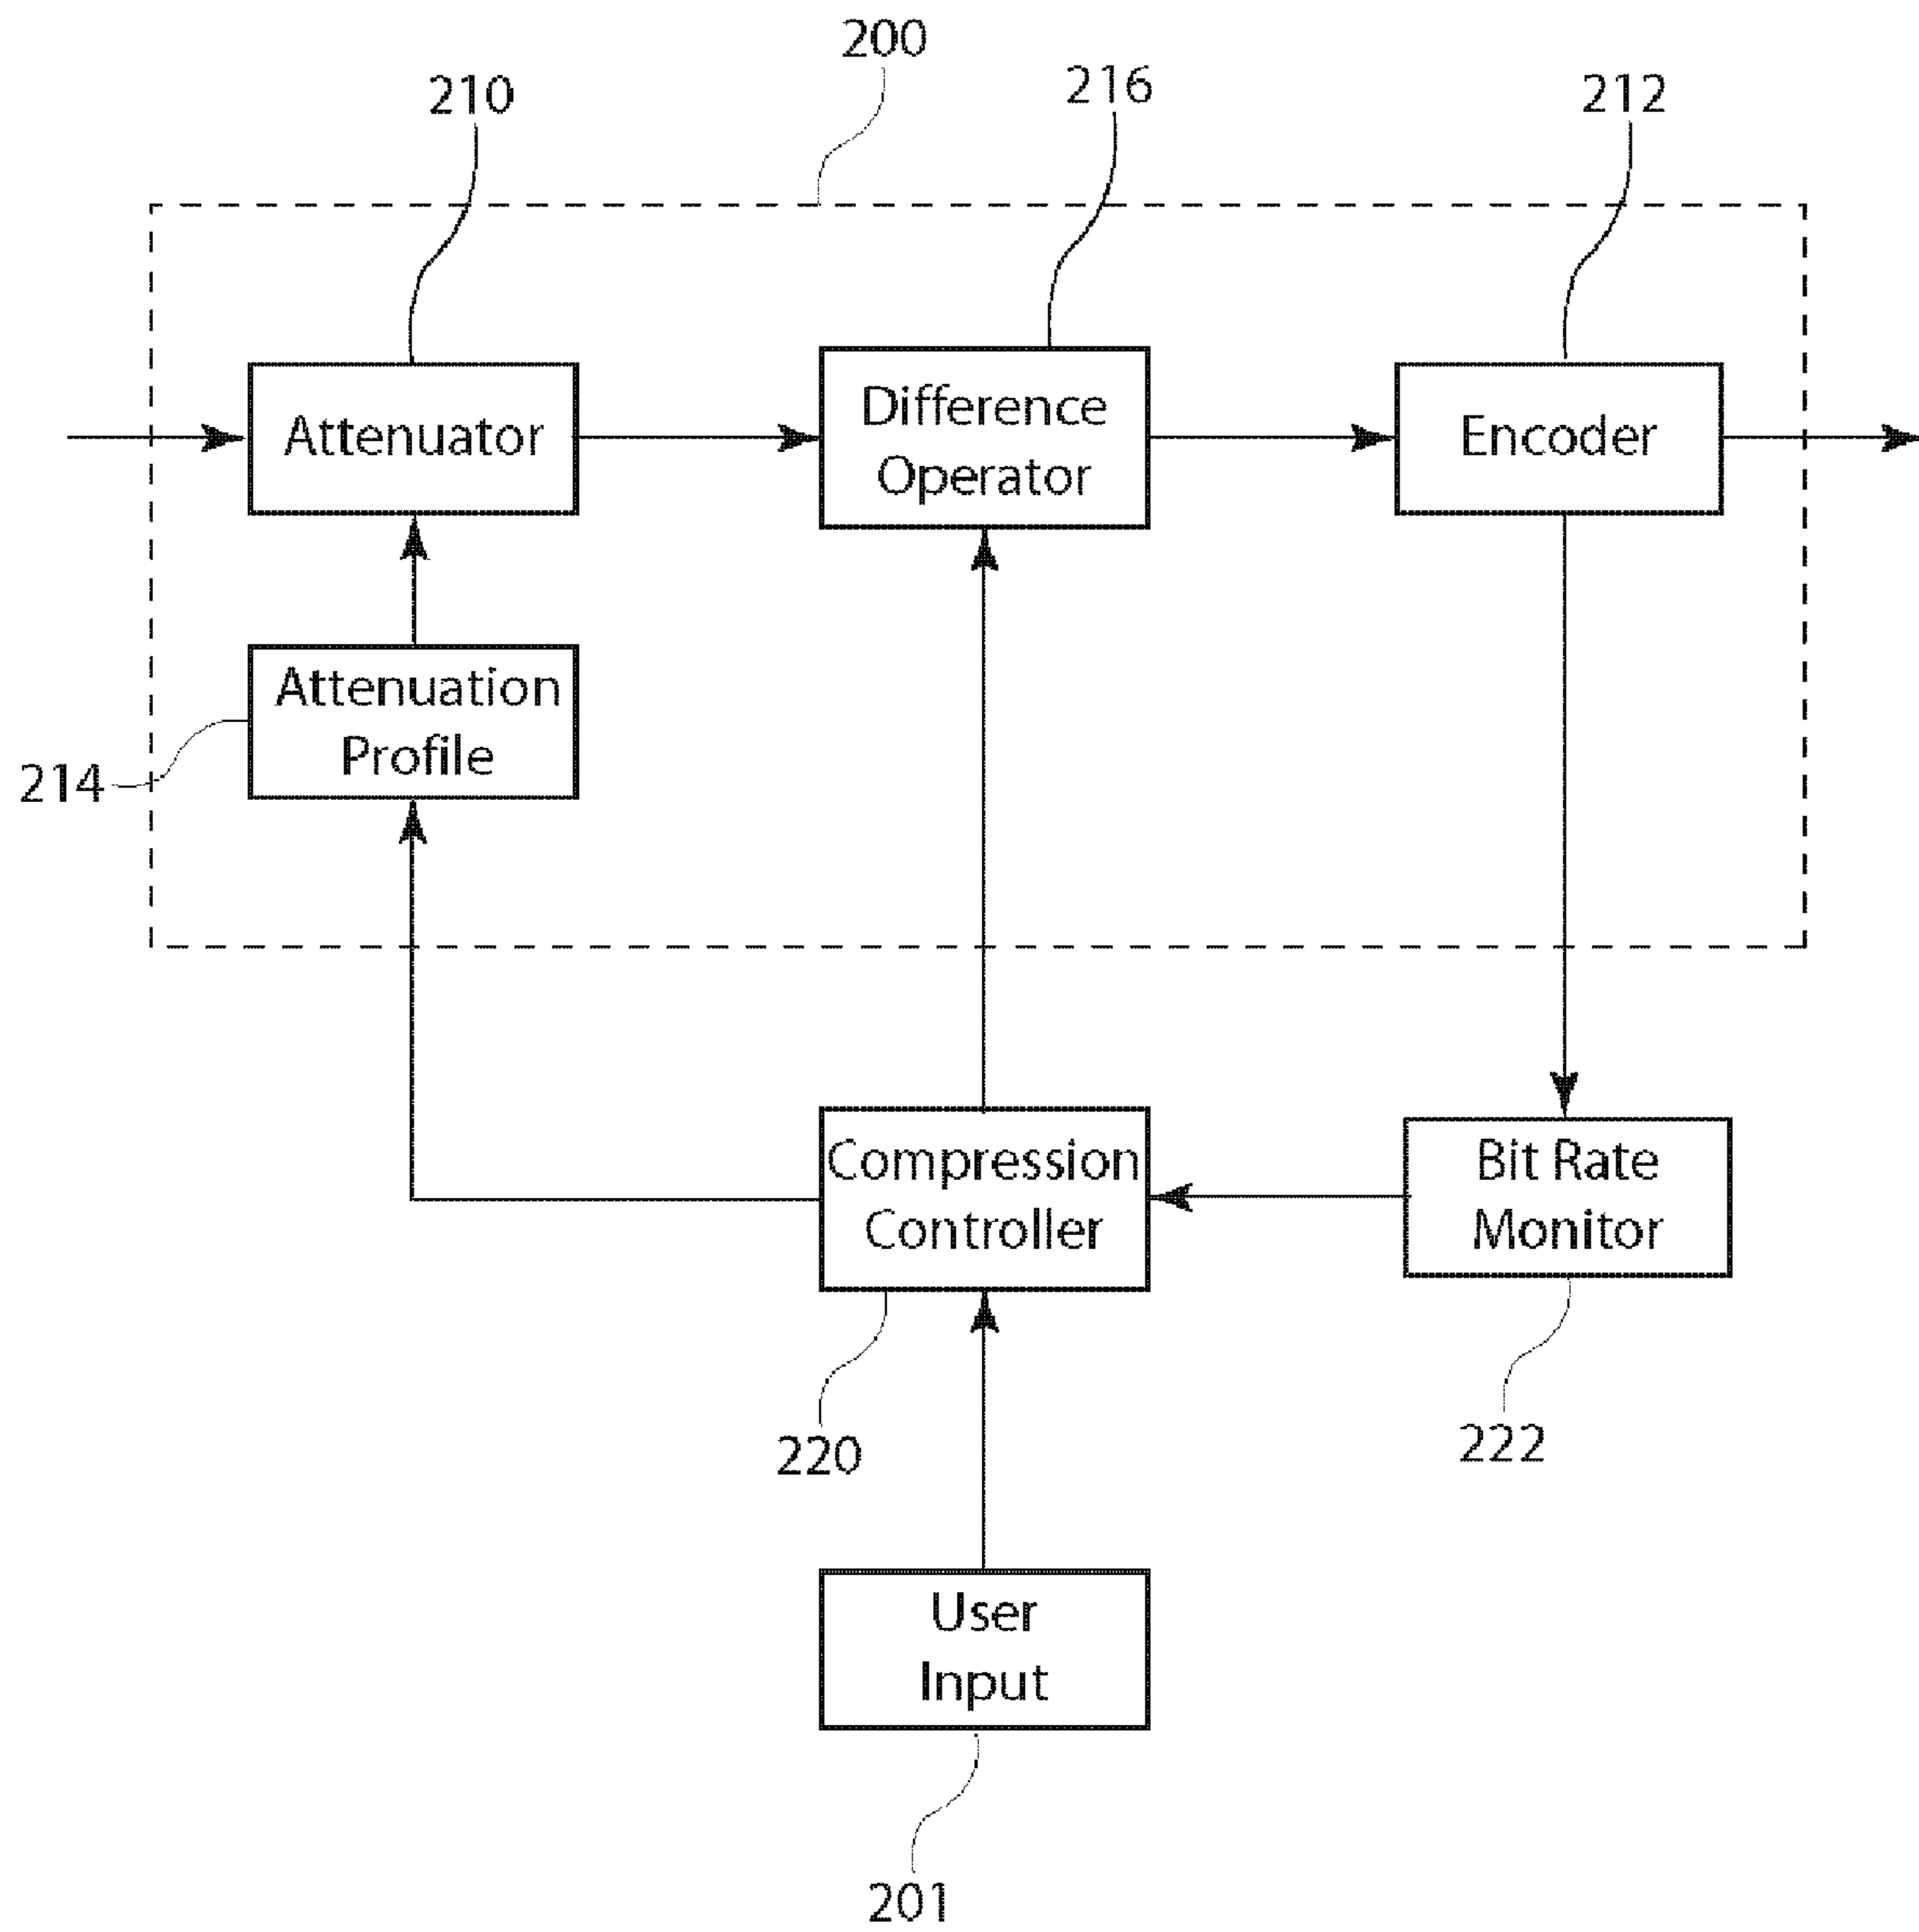 200
210
216
212
Attenuator
Difference
Operator
Encoder
Attenuation
Profile
214
Compression
Controller
Bit Rate
Monitor
220
222
User
Input
201